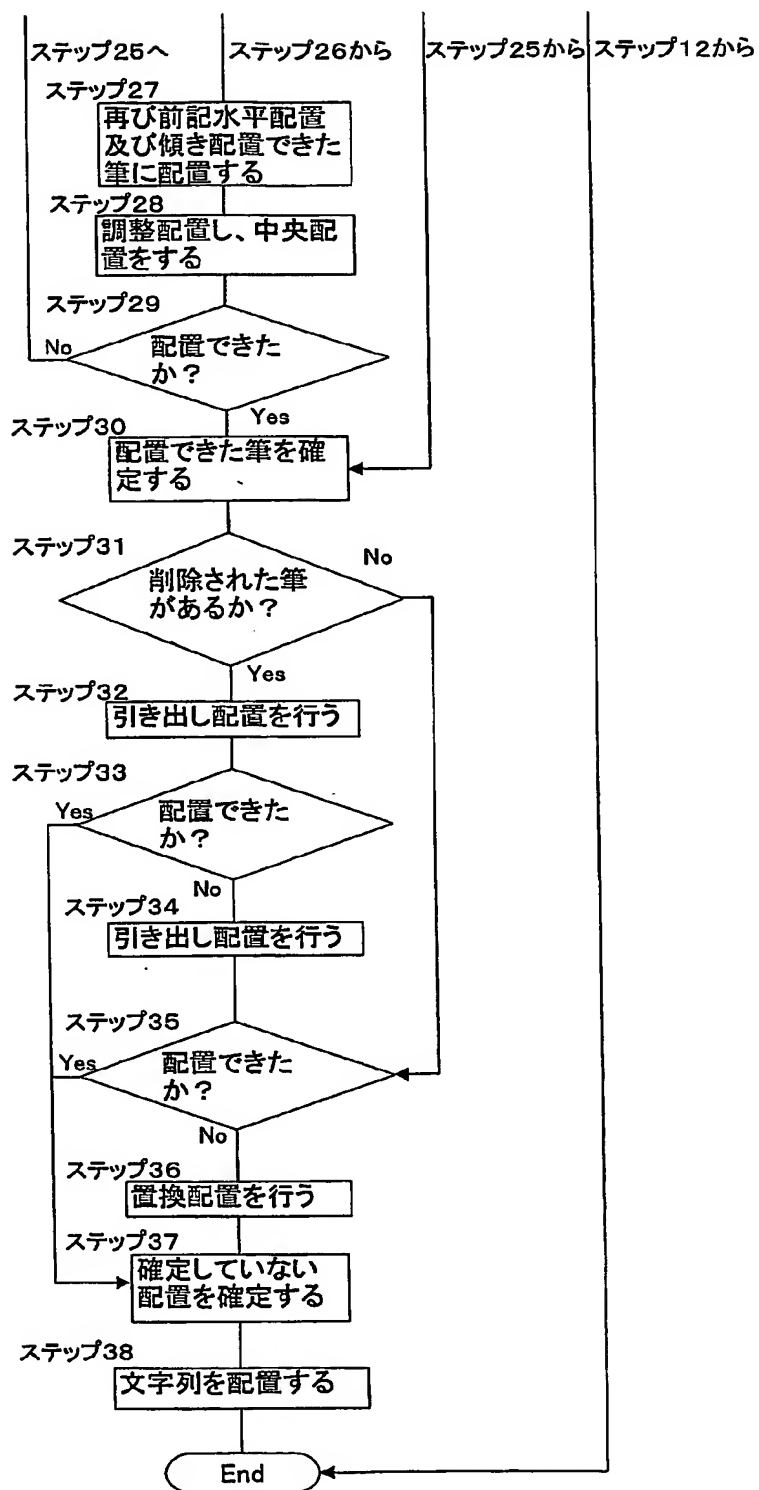 ステップ25へ
ステップ26から
ステップ25から
ステップ12から
ステップ27
再び前記水平配置
及び傾き配置できた
筆に配置する
ステップ28
調整配置し、中央配
置をする
ステップ29
No
配置できた
か？
Yes
ステップ30
配置できた筆を確
定する
ステップ31
No
削除された筆
があるか？
Yes
ステップ32
引き出し配置を行う
ステップ33
Yes
配置できた
か？
No
ステップ34
引き出し配置を行う
ステップ35
Yes
配置できた
か？
No
ステップ36
置換配置を行う
ステップ37
確定していない
配置を確定する
ステップ38
文字列を配置する
End